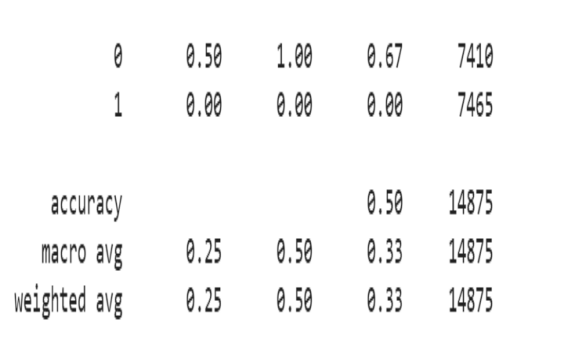 0 0.50 1.00 0.67 7410
1 0.00 0.00 0.00 7465
accuracy 0.50 14875
macro avg 0.25 0.50 0.33 14875
weighted avg 0.25 0.50 0.33 14875